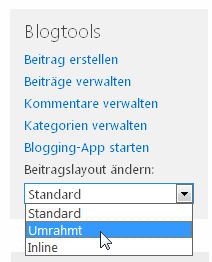 Blogtools
Beitrag erstellen
Beiträge verwalten
Kommentare verwalten
Kategorien verwalten
Blogging-App starten
Beitragslayout ändern:
Standard
Standard
Umrahmt
Inline